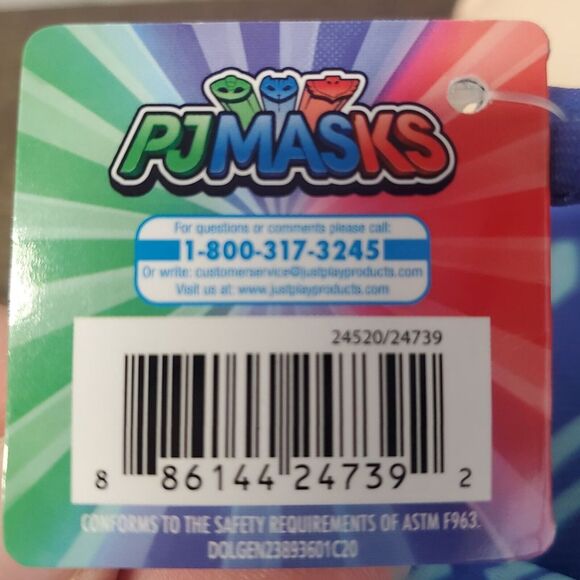 PJMASKS
For questions or comments please call:
1-800-317-3245
Or write: customerservice@justplayproducts.com
Visit us at: www.justplayproducts.com
24520/24739
8 86144 24739 2
CONFORMS TO THE SAFETY REQUIREMENTS OF ASTM F963.
DOLGEN23893601C20